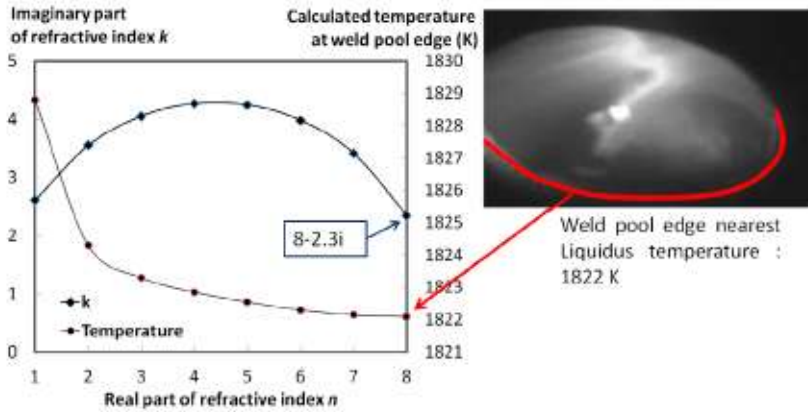 Imaginary part
of refractive index k
Calculated temperature
at weld pool edge (K)
5
4
3
2
1
0
1830
1829
1828
1827
1826
1825
1824
1823
1822
1821
8-2.3i
k
Temperature
1 2 3 4 5 6 7 8
Real part of refractive index n
Weld pool edge nearest
Liquidus temperature :
1822 K